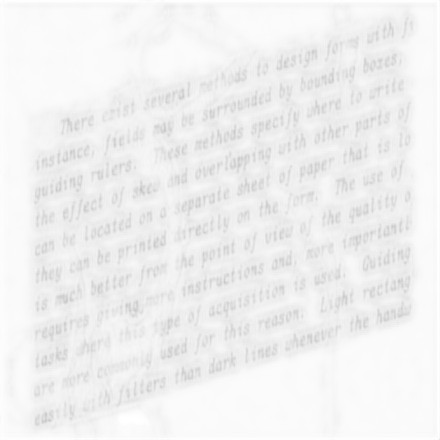 There exist several methods to design forms with fi
instance, fields may be surrounded by bounding boxes,
guiding rulers. These methods specify where to write
the effect of skew and overlapping with other parts of
can be located on a separate sheet of paper that is lo
they can be printed directly on the form. The use of
is much better from the point of view of the quality o
requires giving more instructions and, more importantl
tasks where this type of acquisition is used. Guiding
are more commonly used for this reason. Light rectang
easily with filters than dark lines whenever the handw